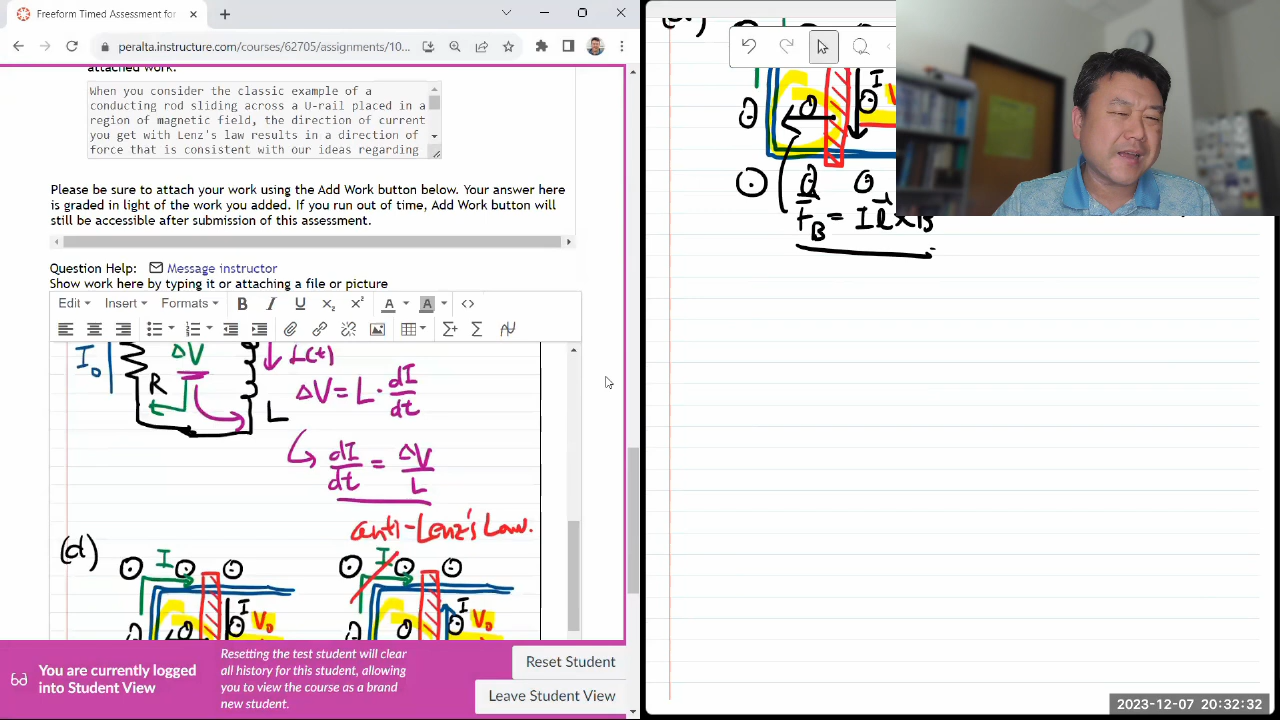 Freeform Timed Assessment for
peralta.instructure.com/courses/62705/assignments/10...
attached work.
When you consider the classic example of a
conducting rod sliding across a U-rail placed in a
region of magnetic field, the direction of current
you get with Lenz's law results in a direction of
force that is consistent with our ideas regarding
Please be sure to attach your work using the Add Work button below. Your answer here
is graded in light of the work you added. If you run out of time, Add Work button will
still be accessible after submission of this assessment.
Question Help: Message instructor
Show work here by typing it or attaching a file or picture
Edit Insert Formats B I U X₂ X² A A <>
I₀ ΔV L(t)
R ΔV = L · dI/dt
L
dI/dt = ΔV/L
anti-Lenz's Law.
(d) I I
I V₀ I V₀
You are currently logged
into Student View
Resetting the test student will clear
all history for this student, allowing
you to view the course as a brand
new student.
Reset Student
Leave Student View
I
F_B = Il × B
2023-12-07 20:32:32